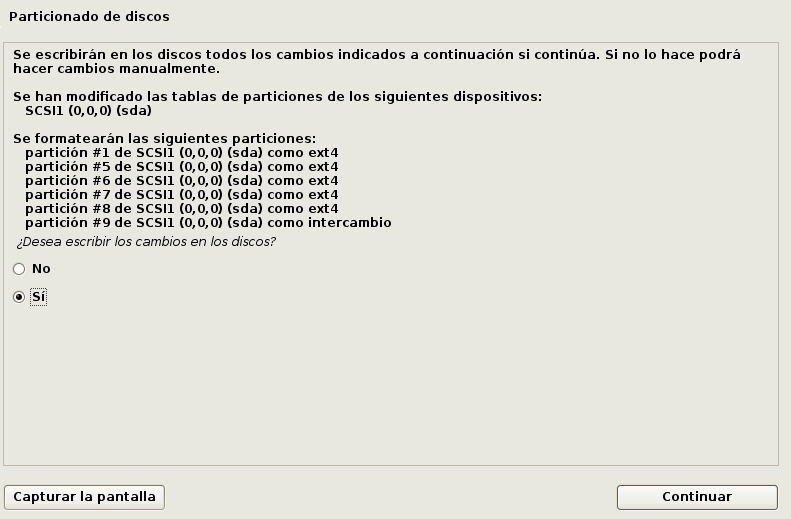 Particionado de discos
Se escribirán en los discos todos los cambios indicados a continuación si continúa. Si no lo hace podrá
hacer cambios manualmente.
Se han modificado las tablas de particiones de los siguientes dispositivos:
SCSI1 (0,0,0) (sda)
Se formatearán las siguientes particiones:
partición #1 de SCSI1 (0,0,0) (sda) como ext4
partición #5 de SCSI1 (0,0,0) (sda) como ext4
partición #6 de SCSI1 (0,0,0) (sda) como ext4
partición #7 de SCSI1 (0,0,0) (sda) como ext4
partición #8 de SCSI1 (0,0,0) (sda) como ext4
partición #9 de SCSI1 (0,0,0) (sda) como intercambio
¿Desea escribir los cambios en los discos?
No
Sí
Capturar la pantalla
Continuar